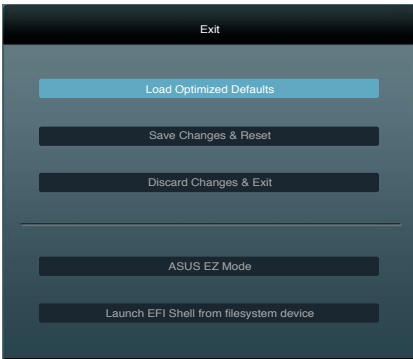 Exit
Load Optimized Defaults
Save Changes & Reset
Discard Changes & Exit
ASUS EZ Mode
Launch EFI Shell from filesystem device